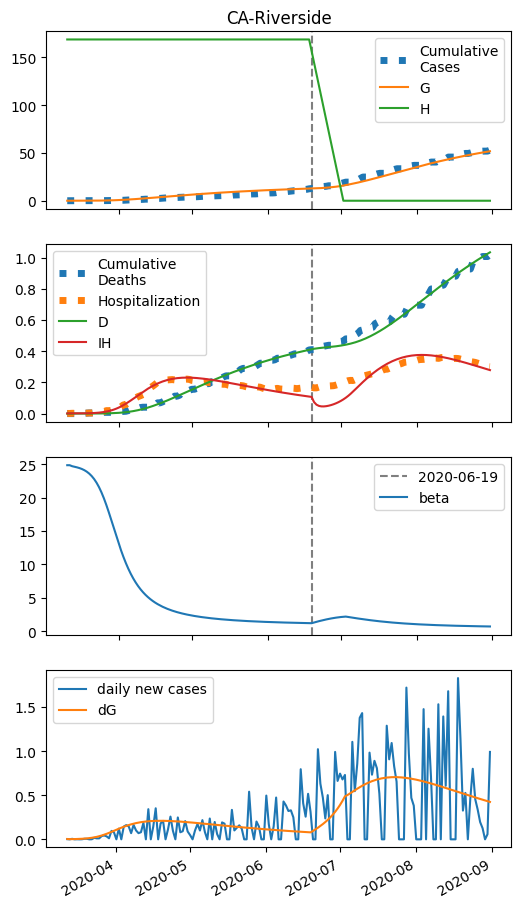 CA-Riverside
150
100
50
0
Cumulative
Cases
G
H
1.0
0.8
0.6
0.4
0.2
0.0
Cumulative
Deaths
Hospitalization
D
IH
25
20
15
10
5
0
2020-06-19
beta
1.5
1.0
0.5
0.0
daily new cases
dG
2020-04
2020-05
2020-06
2020-07
2020-08
2020-09